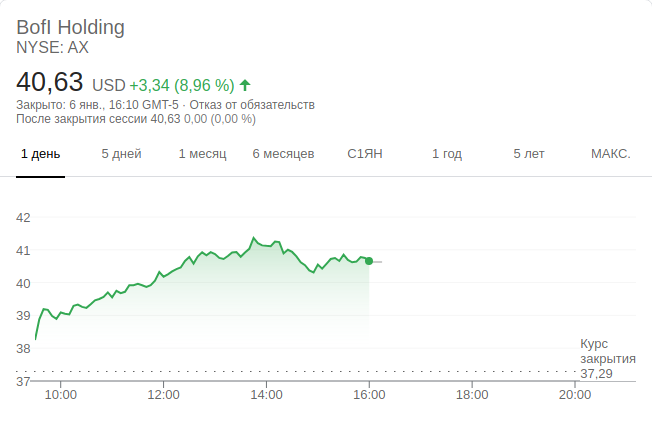 BofI Holding
NYSE: AX
40,63 USD +3,34 (8,96 %)
Закрыто: 6 янв., 16:10 GMT-5 · Отказ от обязательств
После закрытия сессии 40,63 0,00 (0,00 %)
1 день 5 дней 1 месяц 6 месяцев С1ЯН 1 год 5 лет МАКС.
42
41
40
39
38
37
Курс
закрытия
37,29
10:00 12:00 14:00 16:00 18:00 20:00